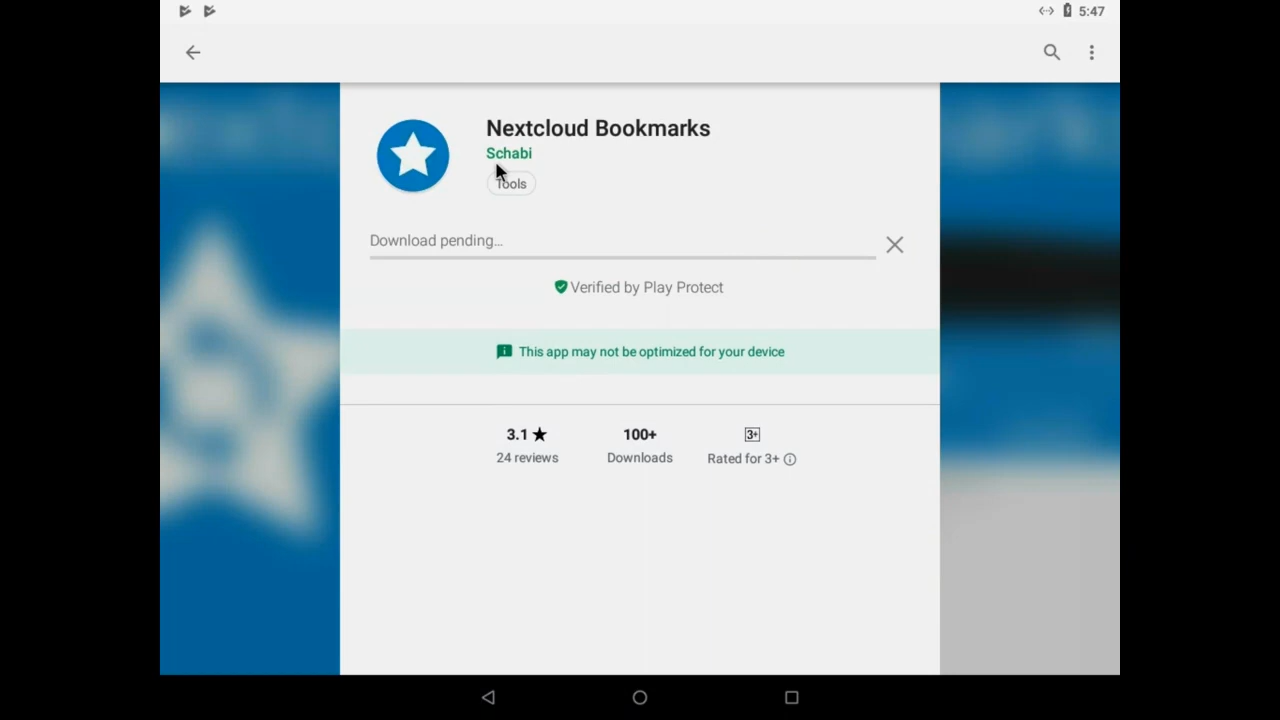 5:47
Nextcloud Bookmarks
Schabi
Tools
Download pending...
Verified by Play Protect
This app may not be optimized for your device
3.1 ★ 100+ 3+
24 reviews Downloads Rated for 3+